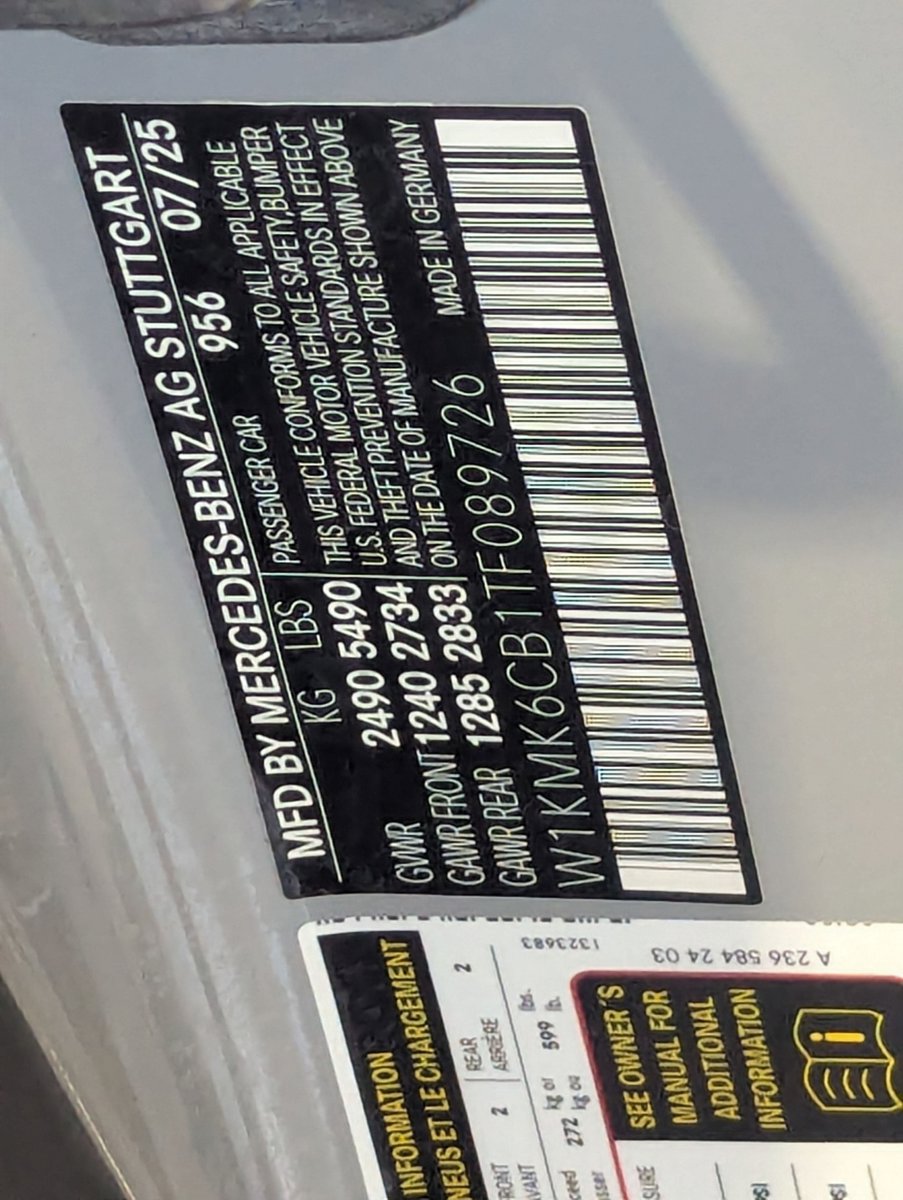 MFD BY MERCEDES-BENZ AG STUTTGART
KG LBS PASSENGER CAR 956 07/25
GVWR 2490 5490
GAWR FRONT 1240 2734
GAWR REAR 1285 2833
THIS VEHICLE CONFORMS TO ALL APPLICABLE
U.S. FEDERAL MOTOR VEHICLE SAFETY,BUMPER
AND THEFT PREVENTION STANDARDS IN EFFECT
ON THE DATE OF MANUFACTURE SHOWN ABOVE
W1KMK6CB1TF089726 MADE IN GERMANY
INFORMATION
NEUS ET LE CHARGEMENT
2 REAR 2
ARRIÈRE
kg or 599 lbs.
272 kg ou lb.
SEE OWNER'S
MANUAL FOR
ADDITIONAL
INFORMATION
1323683
A 236 584 24 03